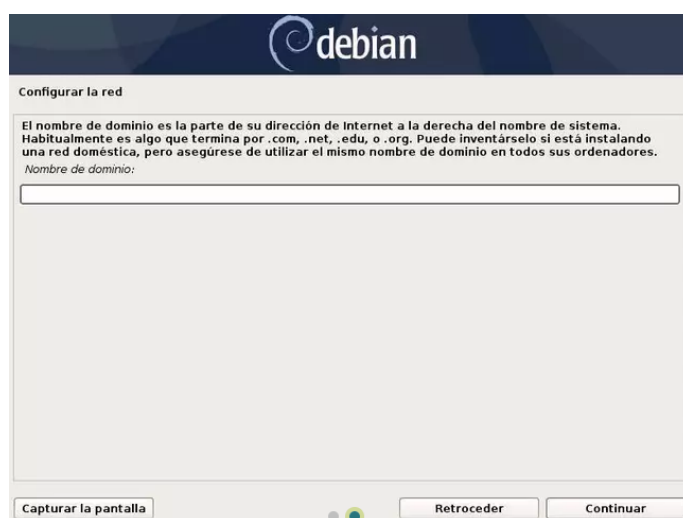 debian
Configurar la red
El nombre de dominio es la parte de su dirección de Internet a la derecha del nombre de sistema.
Habitualmente es algo que termina por .com, .net, .edu, o .org. Puede inventárselo si está instalando
una red doméstica, pero asegúrese de utilizar el mismo nombre de dominio en todos sus ordenadores.
Nombre de dominio:
Capturar la pantalla
Retroceder
Continuar